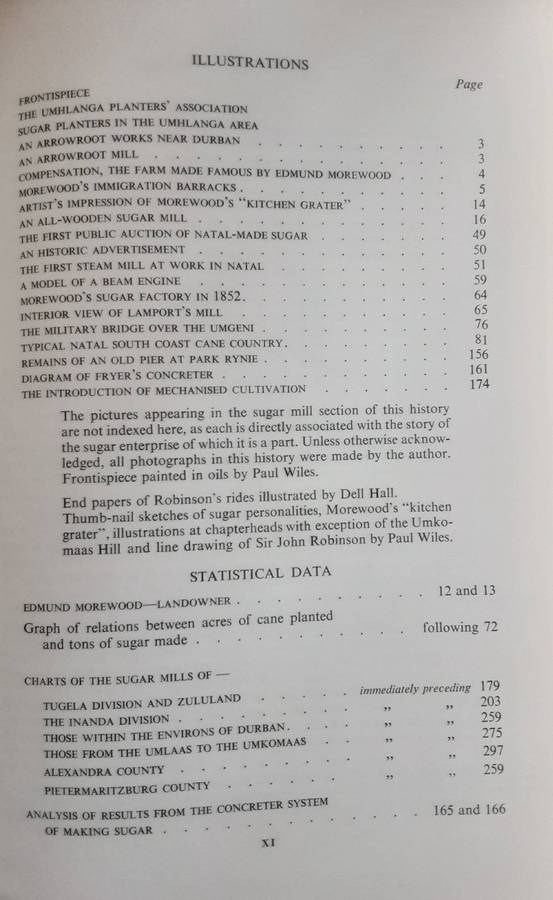 ILLUSTRATIONS
Page
FRONTISPIECE
THE UMHLANGA PLANTERS' ASSOCIATION
SUGAR PLANTERS IN THE UMHLANGA AREA
AN ARROWROOT WORKS NEAR DURBAN . . . . . . . . . 3
AN ARROWROOT MILL . . . . . . . . . . . . 3
COMPENSATION, THE FARM MADE FAMOUS BY EDMUND MOREWOOD . . . 4
MOREWOOD'S IMMIGRATION BARRACKS . . . . . . . . . 5
ARTIST'S IMPRESSION OF MOREWOOD'S "KITCHEN GRATER" . . . . 14
AN ALL-WOODEN SUGAR MILL . . . . . . . . . . 16
THE FIRST PUBLIC AUCTION OF NATAL-MADE SUGAR . . . . . . 49
AN HISTORIC ADVERTISEMENT . . . . . . . . . . 50
THE FIRST STEAM MILL AT WORK IN NATAL . . . . . . . 51
A MODEL OF A BEAM ENGINE . . . . . . . . . . 59
MOREWOOD'S SUGAR FACTORY IN 1852 . . . . . . . . 64
INTERIOR VIEW OF LAMPORT'S MILL . . . . . . . . . 65
THE MILITARY BRIDGE OVER THE UMGENI . . . . . . . . 76
TYPICAL NATAL SOUTH COAST CANE COUNTRY . . . . . . . 81
REMAINS OF AN OLD PIER AT PARK RYNIE . . . . . . . . 156
DIAGRAM OF FRYER'S CONCRETER . . . . . . . . . 161
THE INTRODUCTION OF MECHANISED CULTIVATION . . . . . . 174
The pictures appearing in the sugar mill section of this history
are not indexed here, as each is directly associated with the story of
the sugar enterprise of which it is a part. Unless otherwise acknow-
ledged, all photographs in this history were made by the author.
Frontispiece painted in oils by Paul Wiles.
End papers of Robinson's rides illustrated by Dell Hall.
Thumb-nail sketches of sugar personalities, Morewood's "kitchen
grater", illustrations at chapterheads with exception of the Umko-
maas Hill and line drawing of Sir John Robinson by Paul Wiles.
STATISTICAL DATA
EDMUND MOREWOOD—LANDOWNER . . . . . . . . . 12 and 13
Graph of relations between acres of cane planted
and tons of sugar made . . . . . . . . . following 72
CHARTS OF THE SUGAR MILLS OF —
TUGELA DIVISION AND ZULULAND . . . . . immediately preceding 179
THE INANDA DIVISION . . . . . . . . ,, ,, 203
THOSE WITHIN THE ENVIRONS OF DURBAN . . . . ,, ,, 259
THOSE FROM THE UMLAAS TO THE UMKOMAAS . . ,, ,, 275
ALEXANDRA COUNTY . . . . . . . . ,, ,, 297
PIETERMARITZBURG COUNTY . . . . . . ,, ,, 259
ANALYSIS OF RESULTS FROM THE CONCRETER SYSTEM
OF MAKING SUGAR . . . . . . . . . . . 165 and 166
XI